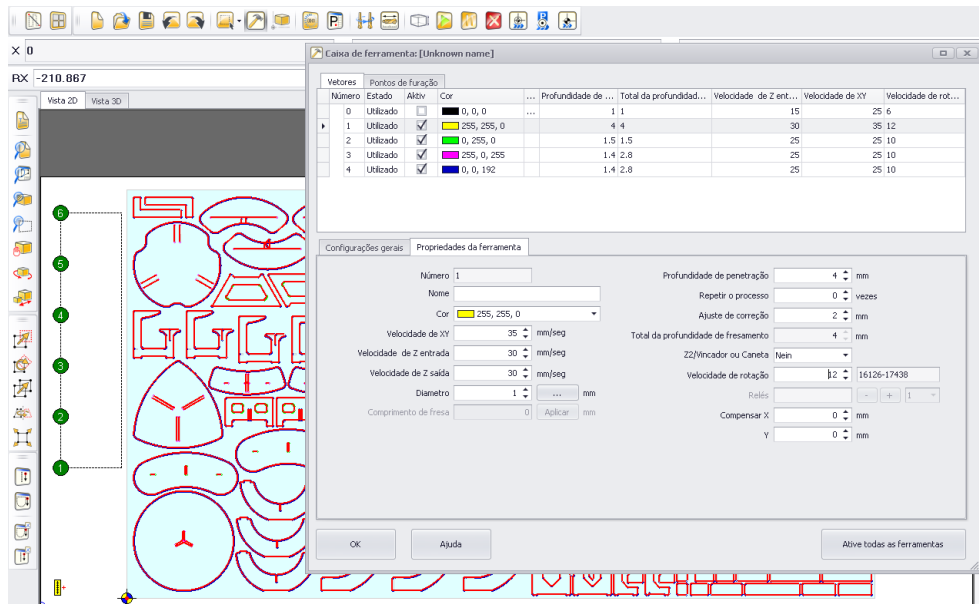 P.
X 0
Caixa de ferramenta: [Unknown name]
RX -210.867
Vista 2D Vista 3D
Vetores Pontos de furação
Número Estado Aktiv Cor ... Profundidade de ... Total da profundidad... Velocidade de Z ent... Velocidade de XY Velocidade de rot...
0 Utilizado 0, 0, 0 ... 1 1 15 25 6
1 Utilizado 255, 255, 0 4 4 30 35 12
2 Utilizado 0, 255, 0 1.5 1.5 25 25 10
3 Utilizado 255, 0, 255 1.4 2.8 25 25 10
4 Utilizado 0, 0, 192 1.4 2.8 25 25 10
6
5
4
3
2
1
Configurações gerais Propriedades da ferramenta
Número 1 Profundidade de penetração 4 mm
Nome Repetir o processo 0 vezes
Cor 255, 255, 0 Ajuste de correção 2 mm
Velocidade de XY 35 mm/seg Total da profundidade de fresamento 4 mm
Velocidade de Z entrada 30 mm/seg Z2/Vincador ou Caneta Nein
Velocidade de Z saída 30 mm/seg Velocidade de rotação 12 16126-17438
Diametro 1 ... mm Relés - + 1
Comprimento de fresa 0 Aplicar mm Compensar X 0 mm
Y 0 mm
OK Ajuda Ative todas as ferramentas